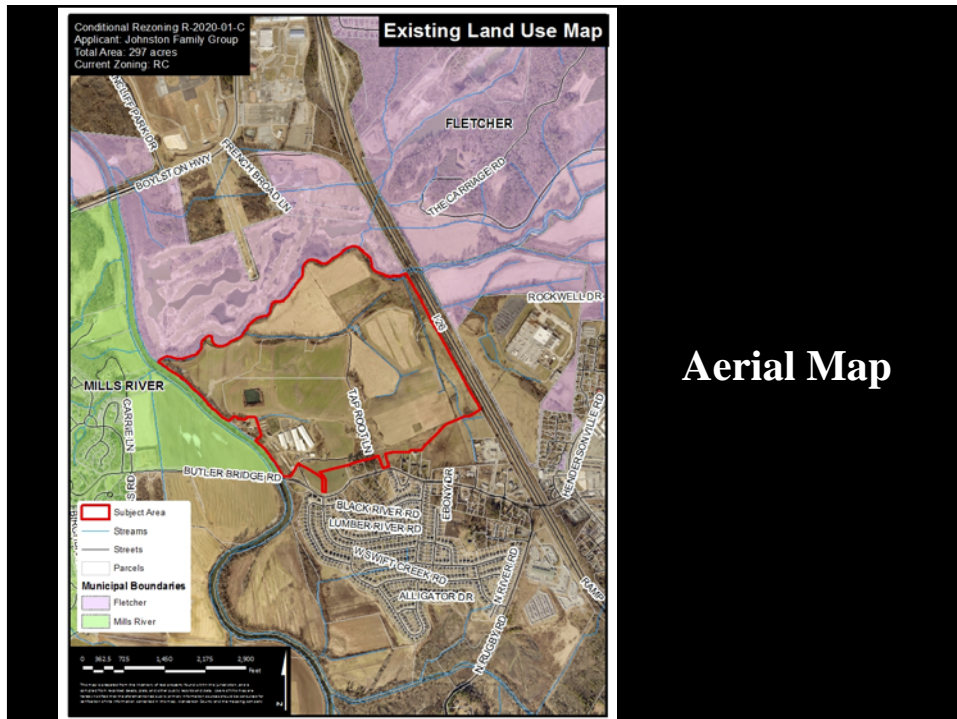 Conditional Rezoning R-2020-01-C
Applicant: Johnston Family Group
Total Area: 297 acres
Current Zoning: RC
Existing Land Use Map
FLETCHER
BOYLSTON HWY
FRENCH BROAD LN
THE CARRIAGE RD
ROCKWELL DR
I-26
MILLS RIVER
CARRIE LN
TAP ROOT LN
HENDERSONVILLE RD
BUTLER BRIDGE RD
EBONY DR
BLACK RIVER RD
LUMBER RIVER RD
W SWIFT CREEK RD
ALLIGATOR DR
N RIVER RD
RAMP
N RUGBY RD
Subject Area
Streams
Streets
Parcels
Municipal Boundaries
Fletcher
Mills River
0 362.5 725 1,450 2,175 2,900
Feet
N
Aerial Map